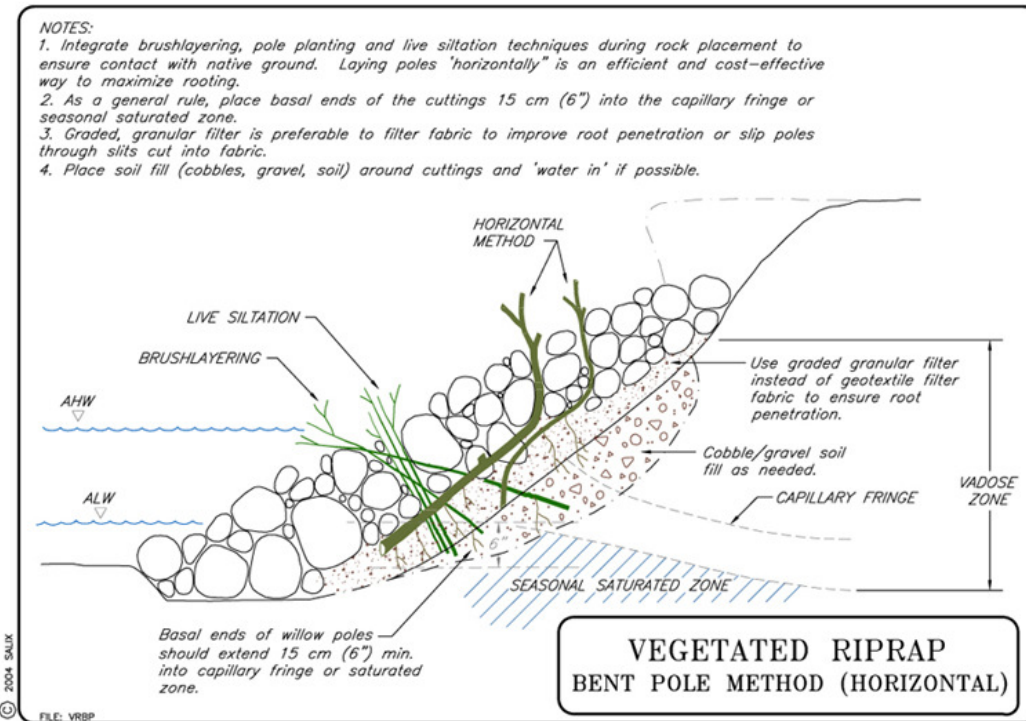 NOTES:
1. Integrate brushlayering, pole planting and live siltation techniques during rock placement to
ensure contact with native ground. Laying poles 'horizontally" is an efficient and cost-effective
way to maximize rooting.
2. As a general rule, place basal ends of the cuttings 15 cm (6") into the capillary fringe or
seasonal saturated zone.
3. Graded, granular filter is preferable to filter fabric to improve root penetration or slip poles
through slits cut into fabric.
4. Place soil fill (cobbles, gravel, soil) around cuttings and 'water in' if possible.
HORIZONTAL
METHOD
LIVE SILTATION
BRUSHLAYERING
AHW
ALW
Use graded granular filter
instead of geotextile filter
fabric to ensure root
penetration.
Cobble/gravel soil
fill as needed.
CAPILLARY FRINGE
VADOSE
ZONE
6"
SEASONAL SATURATED ZONE
Basal ends of willow poles
should extend 15 cm (6") min.
into capillary fringe or saturated
zone.
VEGETATED RIPRAP
BENT POLE METHOD (HORIZONTAL)
© 2004 SALIX
FILE: VRBP